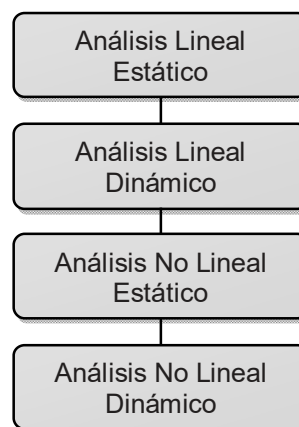 Análisis Lineal
Estático
Análisis Lineal
Dinámico
Análisis No Lineal
Estático
Análisis No Lineal
Dinámico